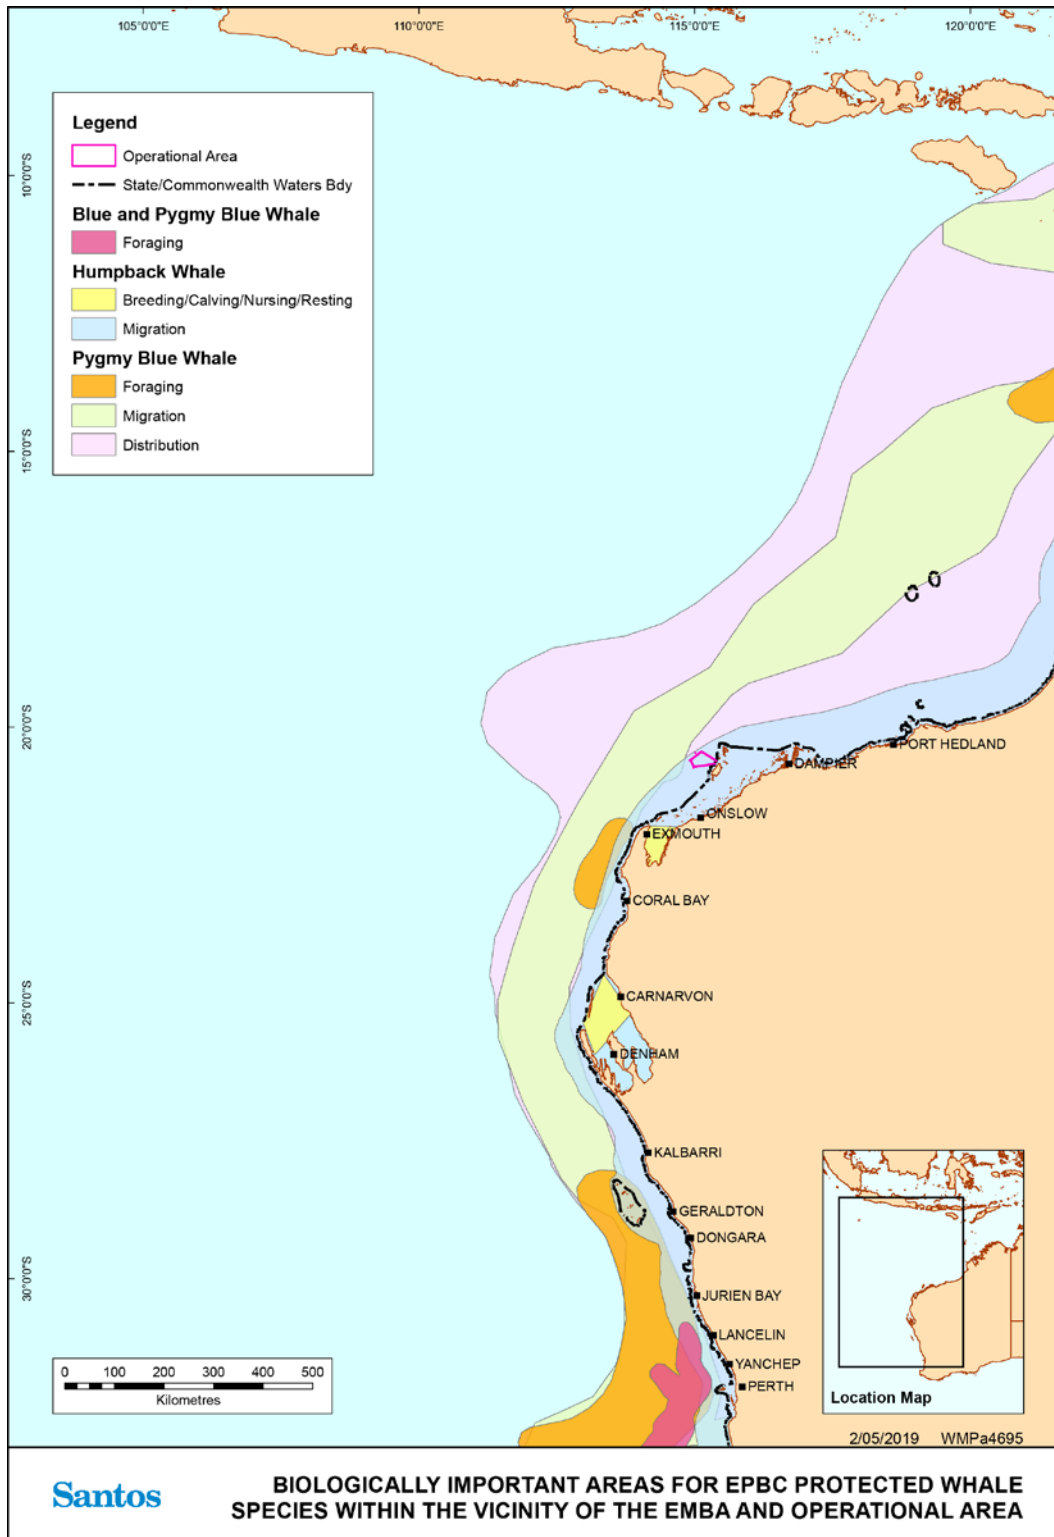 105°0'0"E
110°0'0"E
115°0'0"E
120°0'0"E
10°0'0"S
15°0'0"S
20°0'0"S
25°0'0"S
30°0'0"S
Legend
Operational Area
State/Commonwealth Waters Bdy
Blue and Pygmy Blue Whale
Foraging
Humpback Whale
Breeding/Calving/Nursing/Resting
Migration
Pygmy Blue Whale
Foraging
Migration
Distribution
PORT HEDLAND
DAMPIER
ONSLOW
EXMOUTH
CORAL BAY
CARNARVON
DENHAM
KALBARRI
GERALDTON
DONGARA
JURIEN BAY
LANCELIN
YANCHEP
PERTH
0 100 200 300 400 500
Kilometres
Location Map
2/05/2019 WMPa4695
Santos
BIOLOGICALLY IMPORTANT AREAS FOR EPBC PROTECTED WHALE
SPECIES WITHIN THE VICINITY OF THE EMBA AND OPERATIONAL AREA